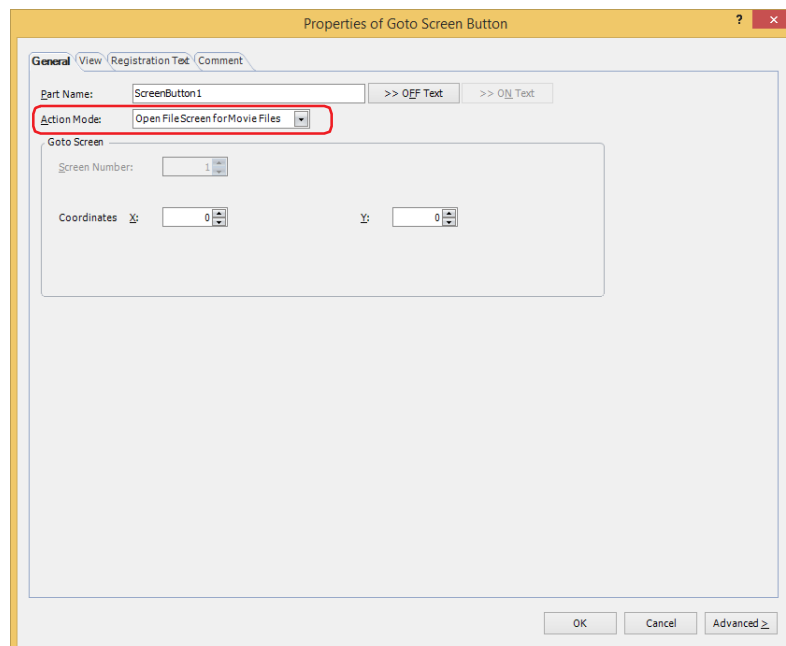 Properties of Goto Screen Button
? ×
General View Registration Text Comment
Part Name: ScreenButton1 >> OFF Text >> ON Text
Action Mode: Open File Screen for Movie Files
Goto Screen
Screen Number: 1
Coordinates X: 0 Y: 0
OK Cancel Advanced >